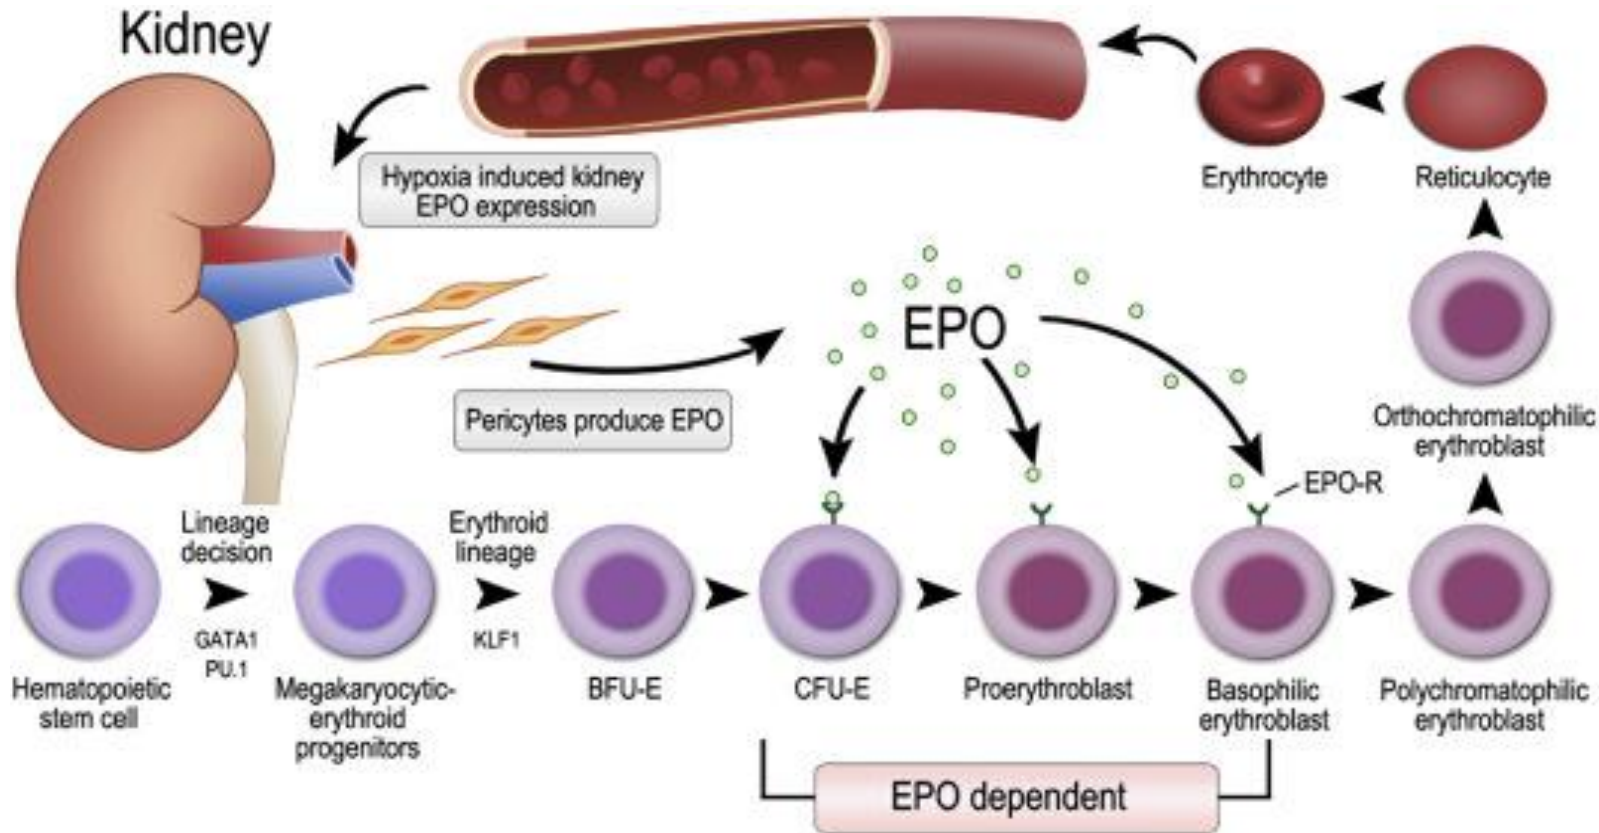 Kidney
Hypoxia induced kidney
EPO expression
Erythrocyte
Reticulocyte
EPO
Pericytes produce EPO
Orthochromatophilic
erythroblast
EPO-R
Lineage
decision
GATA1
PU.1
Erythroid
lineage
KLF1
Hematopoietic
stem cell
Megakaryocytic-
erythroid
progenitors
BFU-E
CFU-E
Proerythroblast
Basophilic
erythroblast
Polychromatophilic
erythroblast
EPO dependent